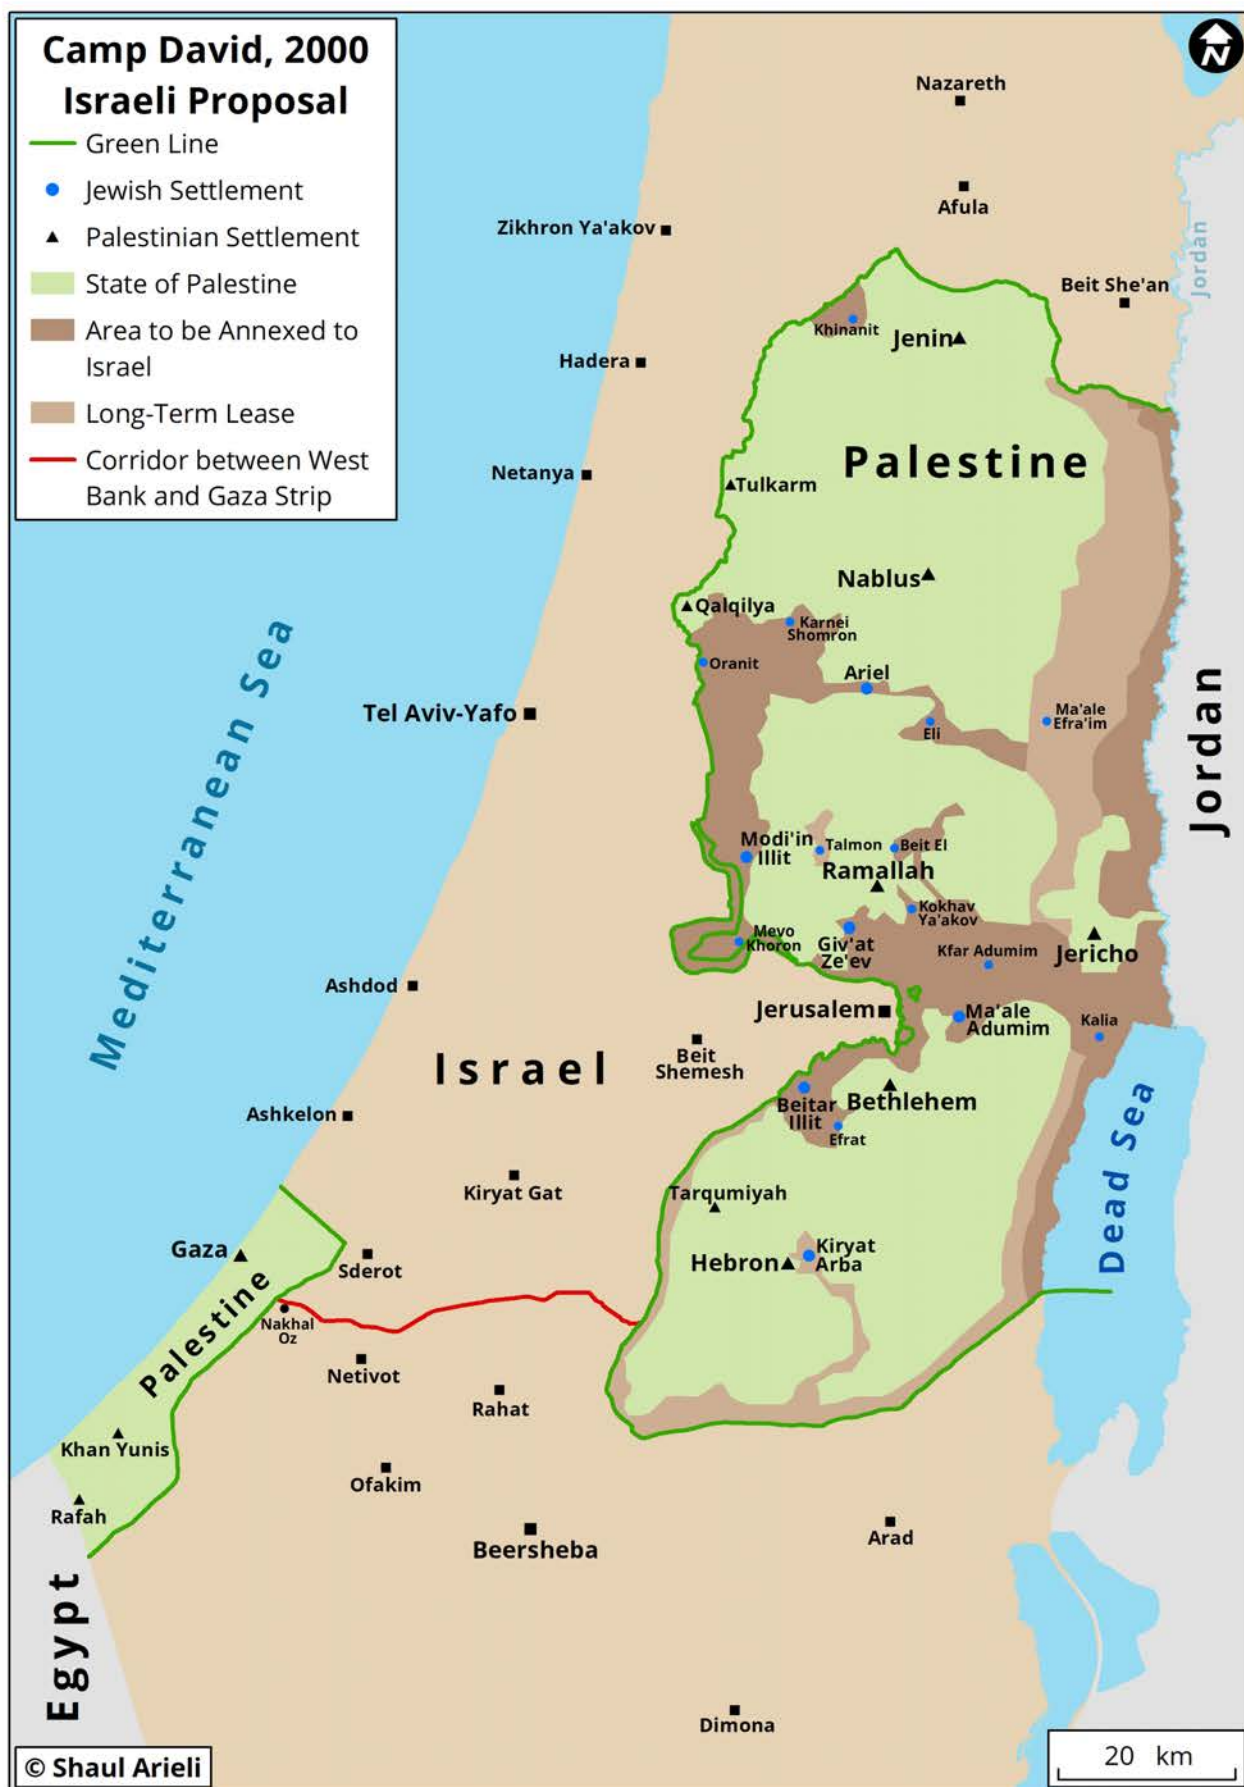 Camp David, 2000
Israeli Proposal
Green Line
Jewish Settlement
Palestinian Settlement
State of Palestine
Area to be Annexed to
Israel
Long-Term Lease
Corridor between West
Bank and Gaza Strip
N
Nazareth
Afula
Zikhron Ya'akov
Jordan
Beit She'an
Khinanit
Jenin
Hadera
Palestine
Netanya
Tulkarm
Nablus
Qalqilya
Karnei
Shomron
Oranit
Ariel
Mediterranean Sea
Tel Aviv-Yafo
Eli
Ma'ale
Efra'im
Jordan
Modi'in
Illit
Talmon
Beit El
Ramallah
Kokhav
Ya'akov
Mevo
Khoron
Giv'at
Ze'ev
Kfar Adumim
Jericho
Ashdod
Jerusalem
Ma'ale
Adumim
Kalia
Israel
Beit
Shemesh
Beitar
Illit
Bethlehem
Efrat
Dead Sea
Ashkelon
Kiryat Gat
Tarqumiyah
Gaza
Sderot
Hebron
Kiryat
Arba
Palestine
Nakhal
Oz
Netivot
Rahat
Khan Yunis
Ofakim
Rafah
Beersheba
Arad
Egypt
Dimona
© Shaul Arieli
20 km